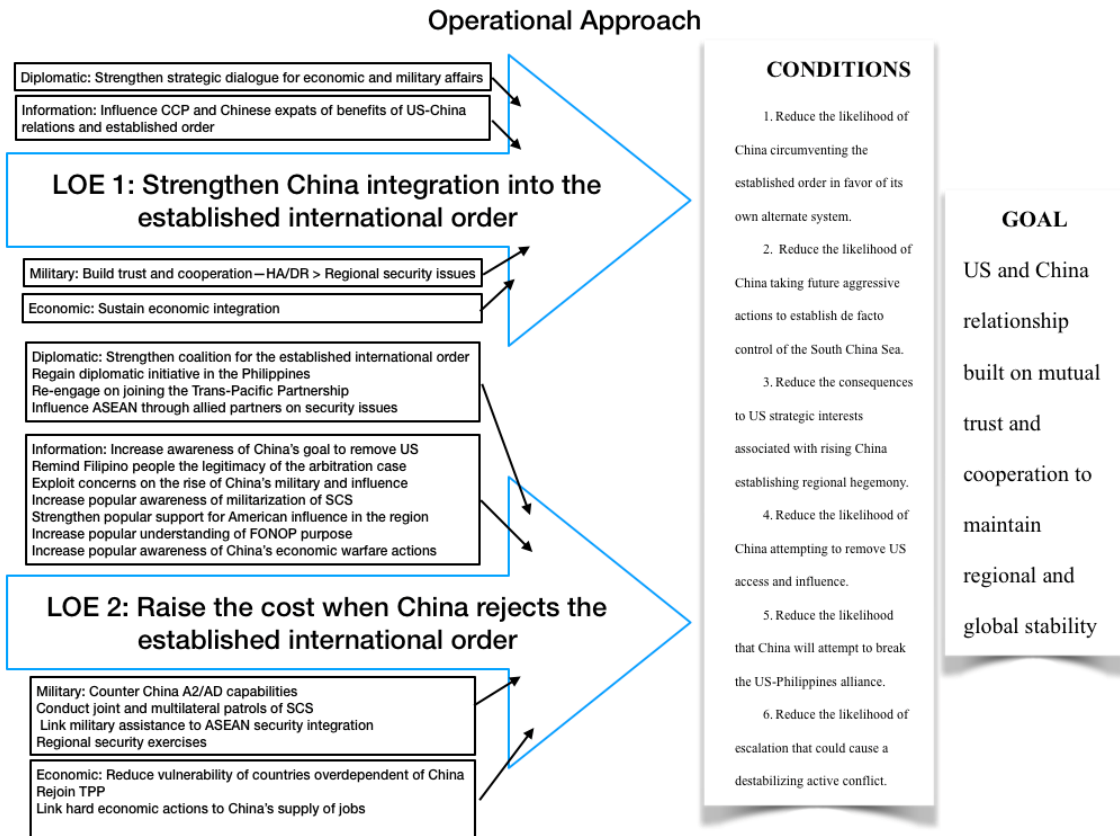 Operational Approach
Diplomatic: Strengthen strategic dialogue for economic and military affairs
Information: Influence CCP and Chinese expats of benefits of US-China
relations and established order
LOE 1: Strengthen China integration into the
established international order
Military: Build trust and cooperation—HA/DR > Regional security issues
Economic: Sustain economic integration
Diplomatic: Strengthen coalition for the established international order
Regain diplomatic initiative in the Philippines
Re-engage on joining the Trans-Pacific Partnership
Influence ASEAN through allied partners on security issues
Information: Increase awareness of China's goal to remove US
Remind Filipino people the legitimacy of the arbitration case
Exploit concerns on the rise of China's military and influence
Increase popular awareness of militarization of SCS
Strengthen popular support for American influence in the region
Increase popular understanding of FONOP purpose
Increase popular awareness of China's economic warfare actions
LOE 2: Raise the cost when China rejects the
established international order
Military: Counter China A2/AD capabilities
Conduct joint and multilateral patrols of SCS
Link military assistance to ASEAN security integration
Regional security exercises
Economic: Reduce vulnerability of countries overdependent of China
Rejoin TPP
Link hard economic actions to China's supply of jobs
CONDITIONS
1. Reduce the likelihood of
China circumventing the
established order in favor of its
own alternate system.
2. Reduce the likelihood of
China taking future aggressive
actions to establish de facto
control of the South China Sea.
3. Reduce the consequences
to US strategic interests
associated with rising China
establishing regional hegemony.
4. Reduce the likelihood of
China attempting to remove US
access and influence.
5. Reduce the likelihood
that China will attempt to break
the US-Philippines alliance.
6. Reduce the likelihood of
escalation that could cause a
destabilizing active conflict.
GOAL
US and China
relationship
built on mutual
trust and
cooperation to
maintain
regional and
global stability